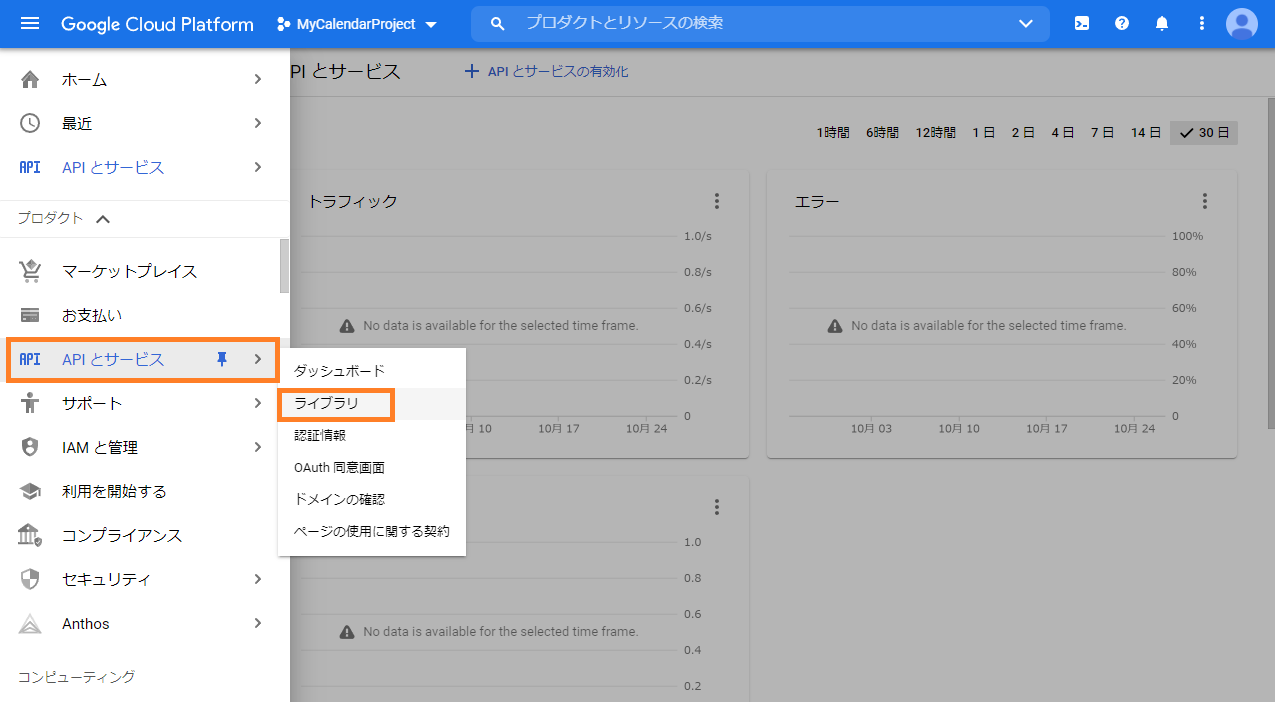 Google Cloud Platform MyCalendarProject プロダクトとリソースの検索
ホーム
最近
API とサービス
プロダクト
マーケットプレイス
お支払い
API とサービス
サポート
IAM と管理
利用を開始する
コンプライアンス
セキュリティ
Anthos
コンピューティング
ダッシュボード
ライブラリ
認証情報
OAuth 同意画面
ドメインの確認
ページの使用に関する契約
PI とサービス API とサービスの有効化
1時間 6時間 12時間 1 日 2 日 4 日 7 日 14 日 30 日
トラフィック
1.0/s
0.8/s
0.6/s
No data is available for the selected time frame.
0.4/s
0.2/s
0
月 10 10月 17 10月 24
エラー
100%
80%
60%
No data is available for the selected time frame.
40%
20%
0
10月 03 10月 10 10月 17 10月 24
1.0
0.8
0.6
No data is available for the selected time frame.
0.4
0.2